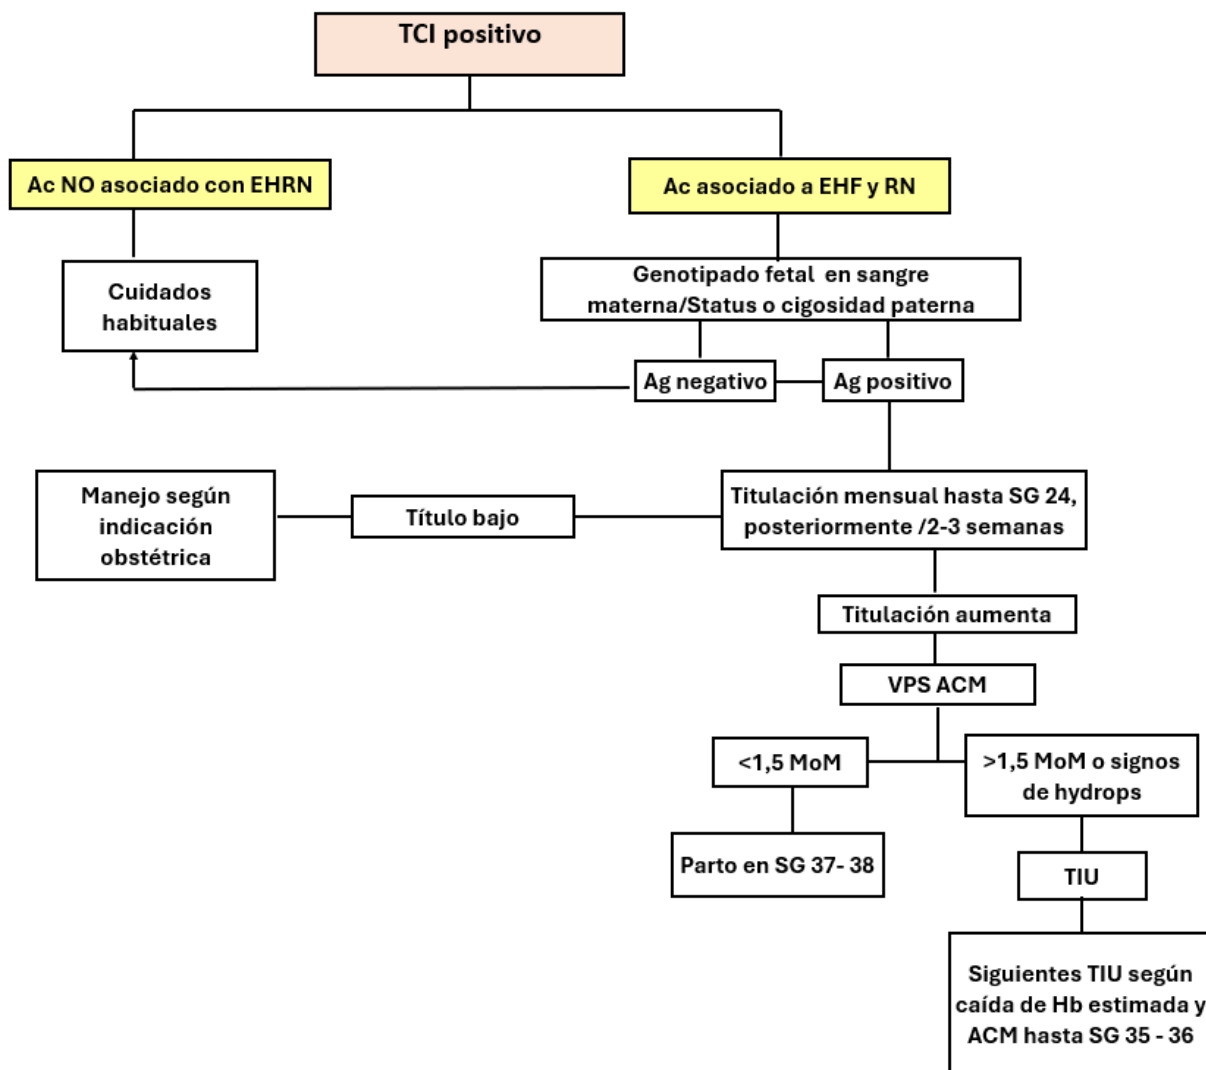 TCI positivo
Ac NO asociado con EHRN
Ac asociado a EHF y RN
Cuidados
habituales
Genotipado fetal en sangre
materna/Status o cigosidad paterna
Ag negativo
Ag positivo
Manejo según
indicación
obstétrica
Título bajo
Titulación mensual hasta SG 24,
posteriormente /2-3 semanas
Titulación aumenta
VPS ACM
<1,5 MoM
>1,5 MoM o signos
de hydrops
Parto en SG 37- 38
TIU
Siguientes TIU según
caída de Hb estimada y
ACM hasta SG 35 - 36